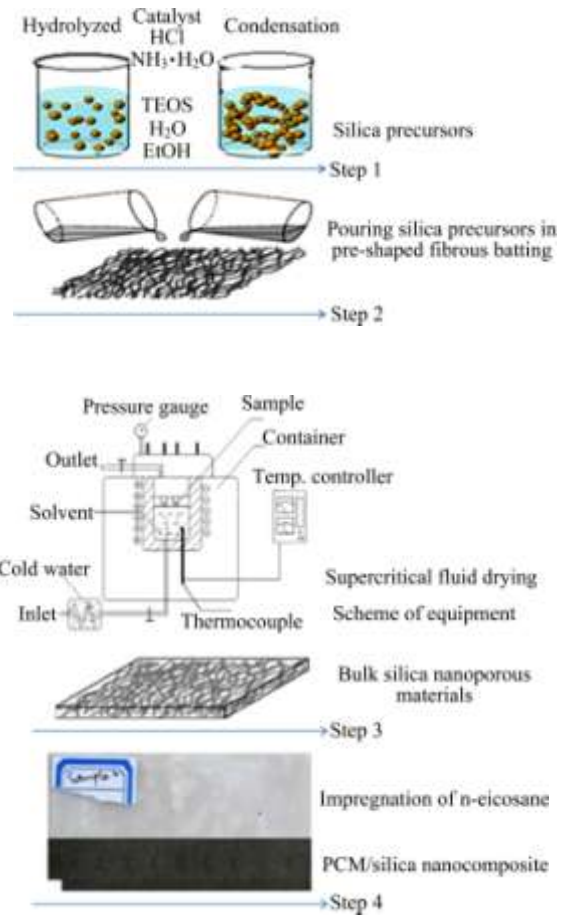 Hydrolyzed
Catalyst
HCl
NH₃•H₂O
Condensation
TEOS
H₂O
EtOH
Silica precursors
Step 1
Pouring silica precursors in
pre-shaped fibrous batting
Step 2
Pressure gauge
Sample
Container
Outlet
Temp. controller
Solvent
Cold water
Inlet
Thermocouple
Supercritical fluid drying
Scheme of equipment
Bulk silica nanoporous
materials
Step 3
Impregnation of n-eicosane
PCM/silica nanocomposite
Step 4